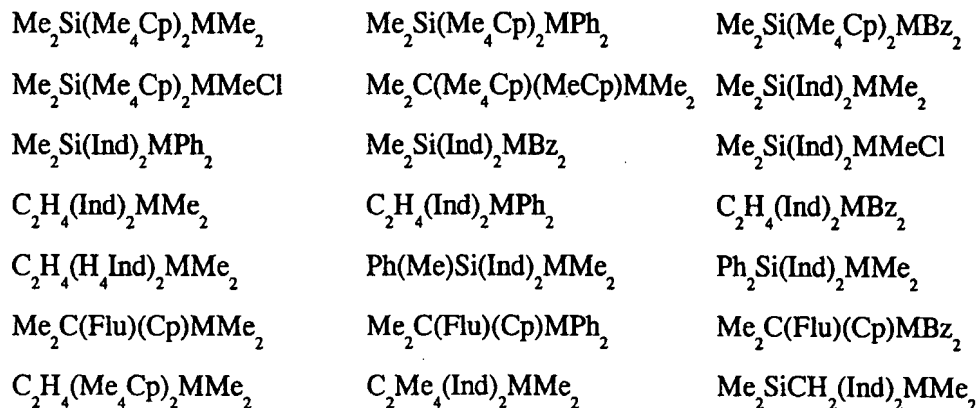 Me₂Si(Me₄Cp)₂MMe₂ Me₂Si(Me₄Cp)₂MPh₂ Me₂Si(Me₄Cp)₂MBz₂
Me₂Si(Me₄Cp)₂MMeCl Me₂C(Me₄Cp)(MeCp)MMe₂ Me₂Si(Ind)₂MMe₂
Me₂Si(Ind)₂MPh₂ Me₂Si(Ind)₂MBz₂ Me₂Si(Ind)₂MMeCl
C₂H₄(Ind)₂MMe₂ C₂H₄(Ind)₂MPh₂ C₂H₄(Ind)₂MBz₂
C₂H₄(H₄Ind)₂MMe₂ Ph(Me)Si(Ind)₂MMe₂ Ph₂Si(Ind)₂MMe₂
Me₂C(Flu)(Cp)MMe₂ Me₂C(Flu)(Cp)MPh₂ Me₂C(Flu)(Cp)MBz₂
C₂H₄(Me₄Cp)₂MMe₂ C₂Me₄(Ind)₂MMe₂ Me₂SiCH₂(Ind)₂MMe₂